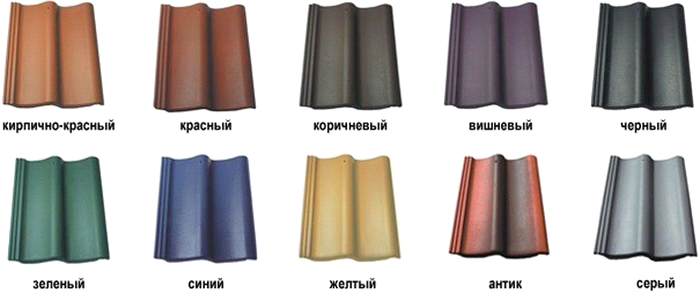 кирпично-красный
красный
коричневый
вишневый
черный
зеленый
синий
желтый
антик
серый